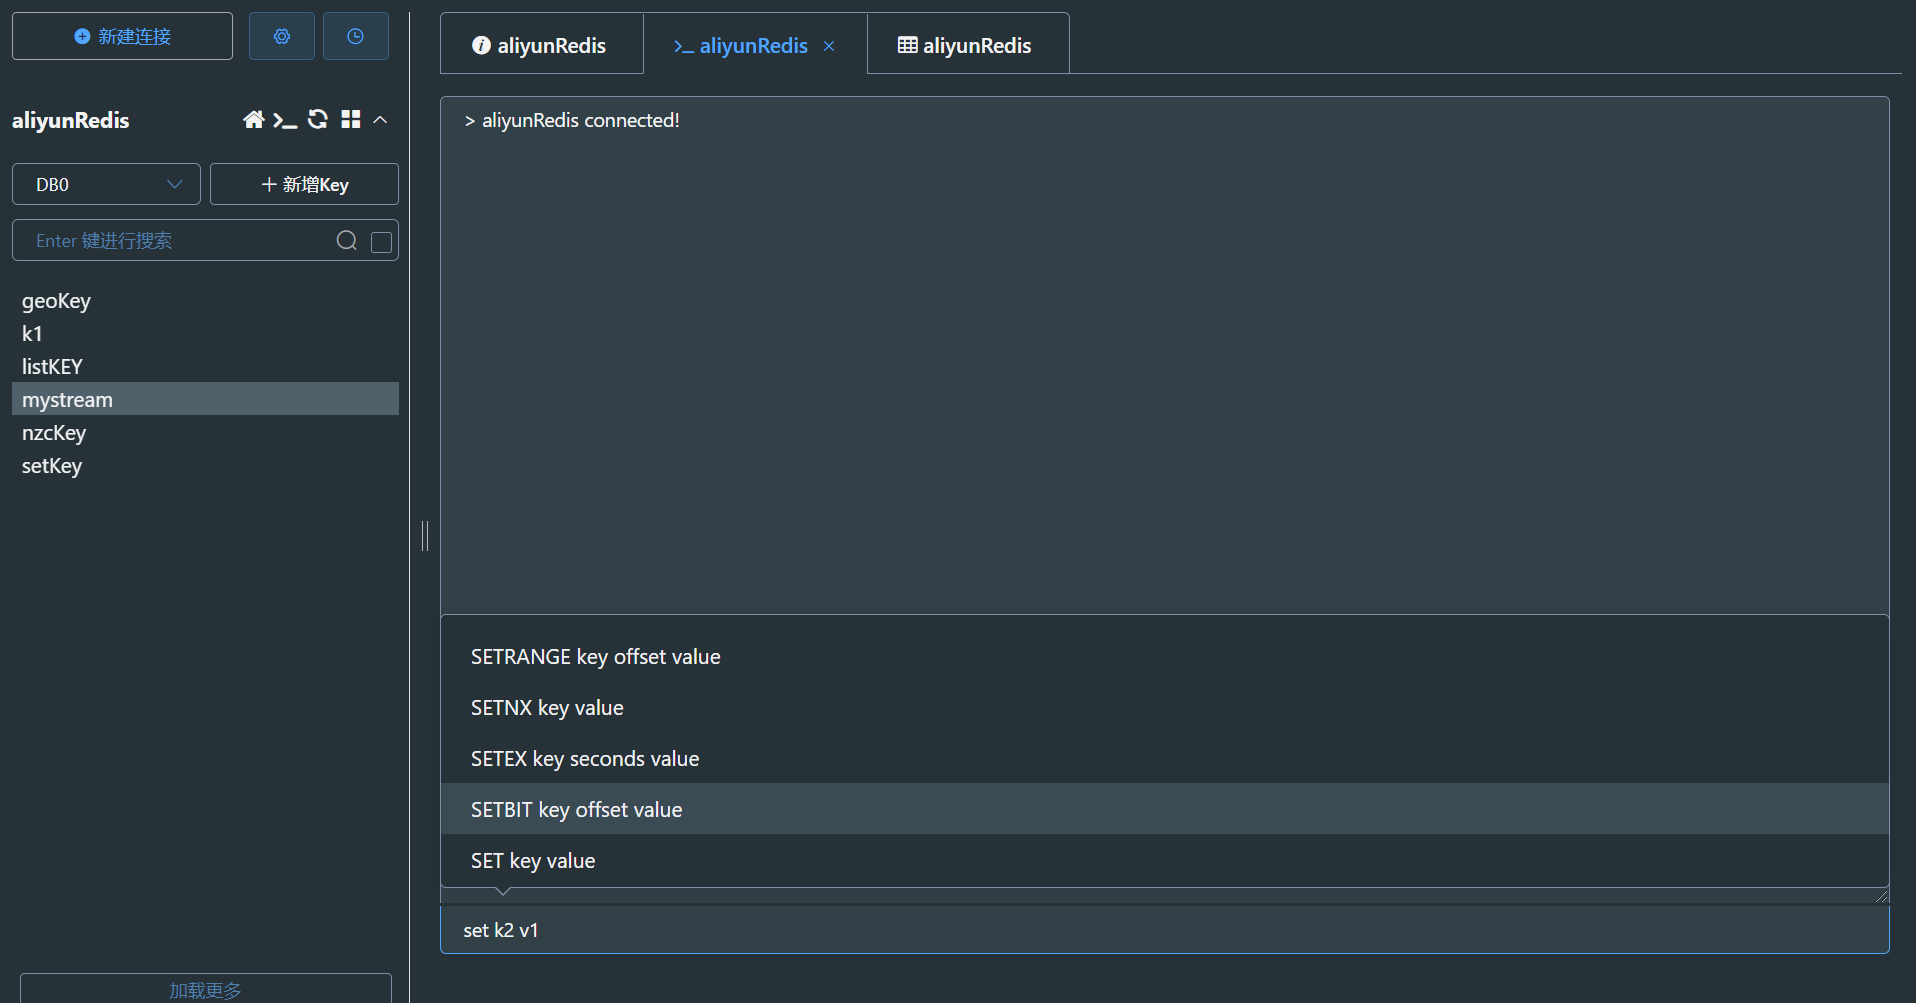 新建连接
aliyunRedis
DB0
新增Key
Enter 键进行搜索
geoKey
k1
listKEY
mystream
nzcKey
setKey
加载更多
aliyunRedis
aliyunRedis
aliyunRedis
> aliyunRedis connected!
SETRANGE key offset value
SETNX key value
SETEX key seconds value
SETBIT key offset value
SET key value
set k2 v1